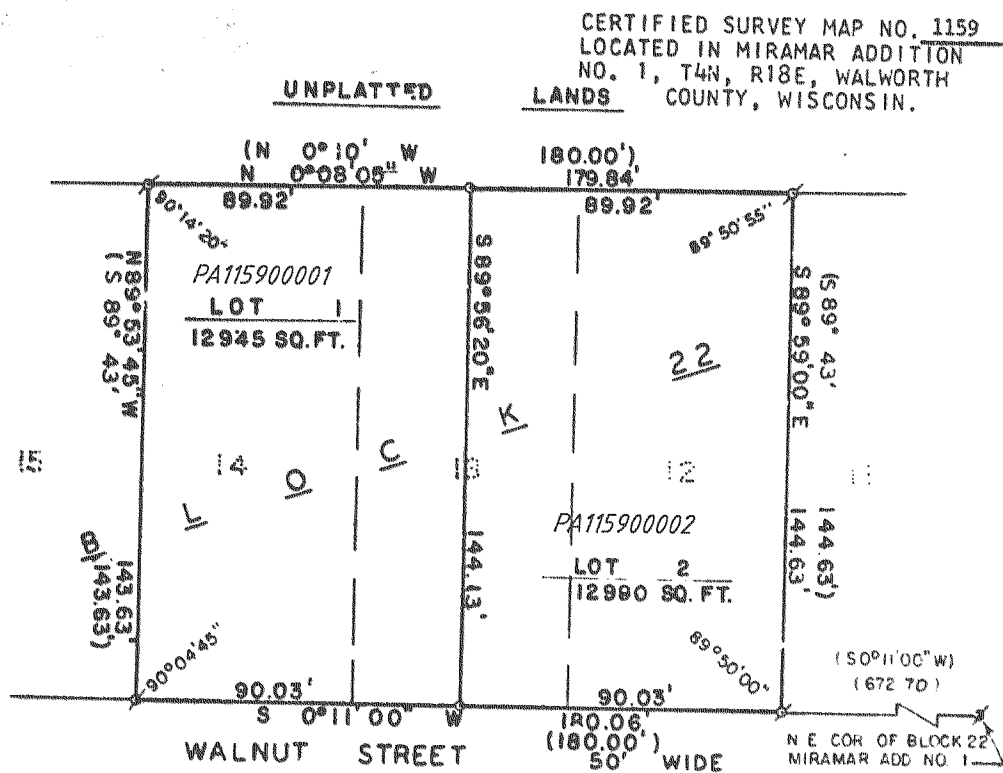 CERTIFIED SURVEY MAP NO. 1159
LOCATED IN MIRAMAR ADDITION
NO. 1, T4N, R18E, WALWORTH
COUNTY, WISCONSIN.
UNPLATTED LANDS
(N 0°10' W 180.00')
N 0°08'05" W 179.84'
89.92' 89.92'
90°14'20"
89°50'55"
N 89°53'45" W
(S 89° 43'
S 89°56'20" E
(S 89° 43'
S 89°59'00" E
PA115900001
LOT 1
12945 SQ. FT.
22
K
C
O
L
B
15
14
13
12
11
PA115900002
LOT 2
12990 SQ. FT.
143.63'
143.63')
144.13'
144.63')
144.63'
90°04'45"
89°50'00"
(S0°11'00"W)
(672.70)
90.03' 90.03'
S 0°11'00" W 180.06'
(180.00')
WALNUT STREET 50' WIDE
N E COR OF BLOCK 22
MIRAMAR ADD NO. 1